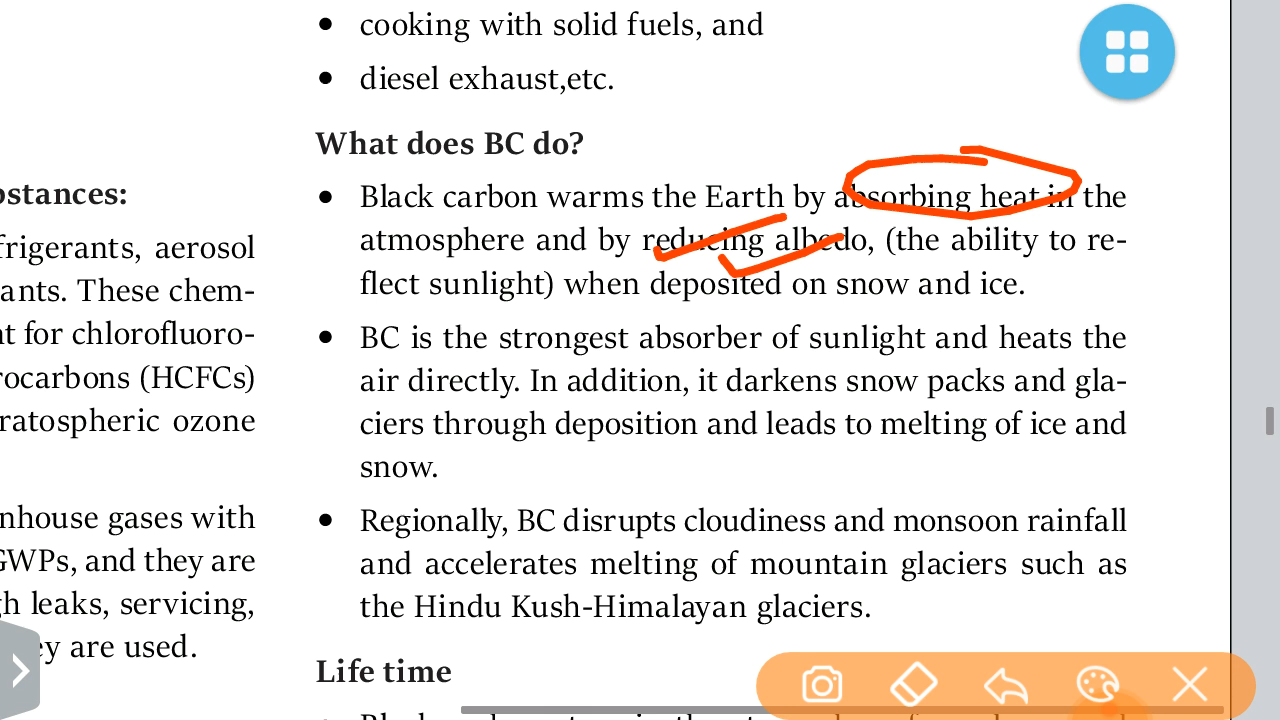 bstances:
frigerants, aerosol
ants. These chem-
nt for chlorofluoro-
rocarbons (HCFCs)
ratospheric ozone
nhouse gases with
GWPs, and they are
gh leaks, servicing,
ey are used.
• cooking with solid fuels, and
• diesel exhaust,etc.
What does BC do?
• Black carbon warms the Earth by absorbing heat in the
atmosphere and by reducing albedo, (the ability to re-
flect sunlight) when deposited on snow and ice.
• BC is the strongest absorber of sunlight and heats the
air directly. In addition, it darkens snow packs and gla-
ciers through deposition and leads to melting of ice and
snow.
• Regionally, BC disrupts cloudiness and monsoon rainfall
and accelerates melting of mountain glaciers such as
the Hindu Kush-Himalayan glaciers.
Life time